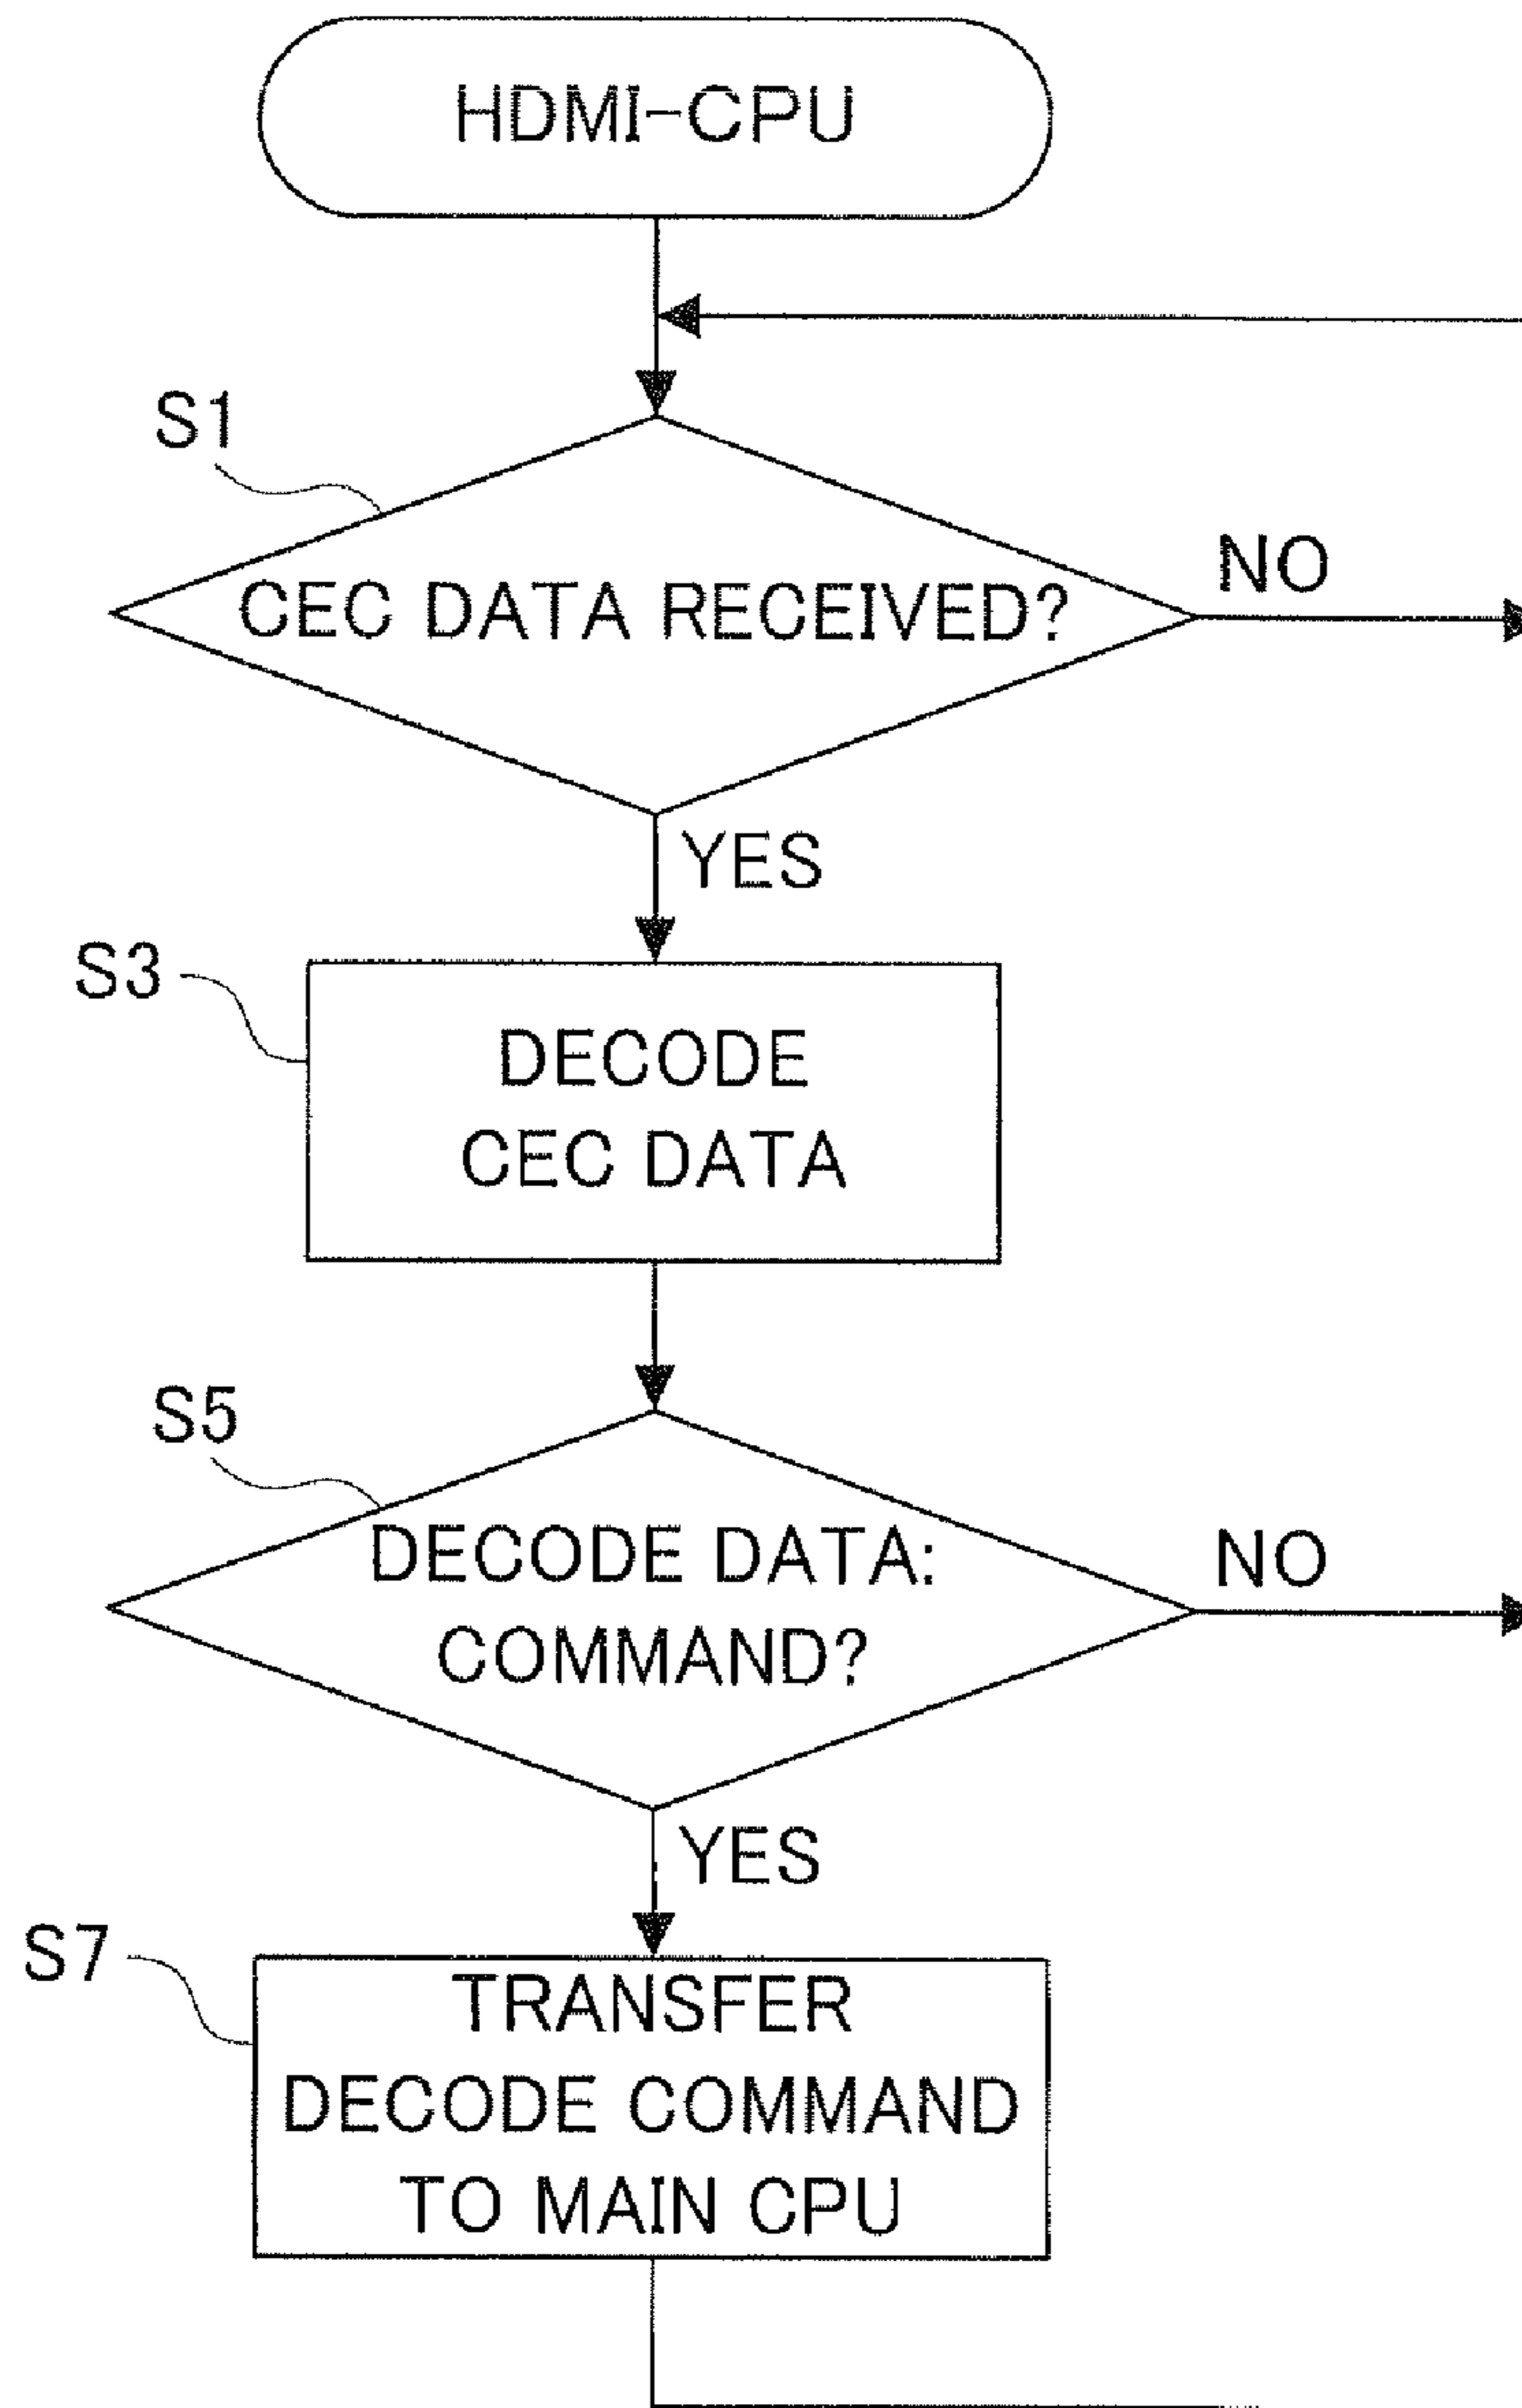 HDMI-CPU
S1
CEC DATA RECEIVED?
NO
YES
S3
DECODE
CEC DATA
S5
DECODE DATA:
COMMAND?
NO
YES
S7
TRANSFER
DECODE COMMAND
TO MAIN CPU